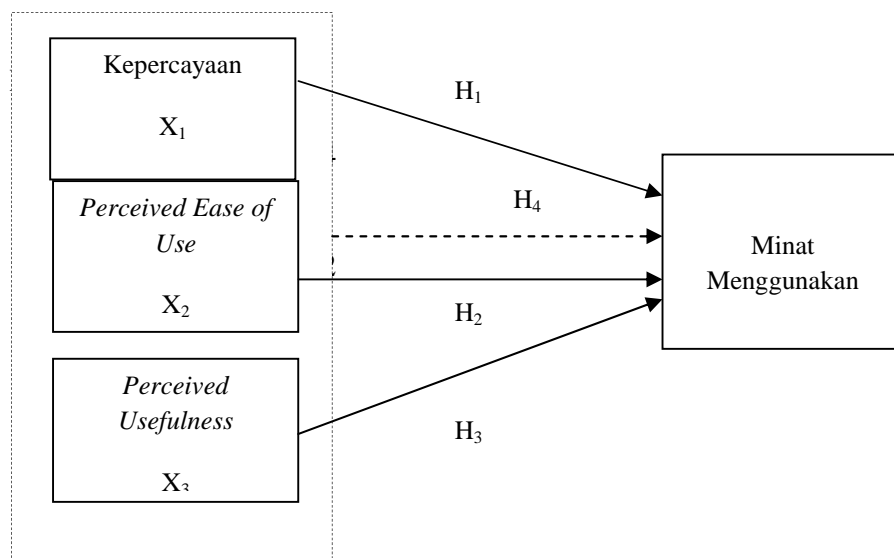 Kepercayaan
X₁
Perceived Ease of
Use
X₂
Perceived
Usefulness
X₃
H₁
H₄
H₂
H₃
Minat
Menggunakan